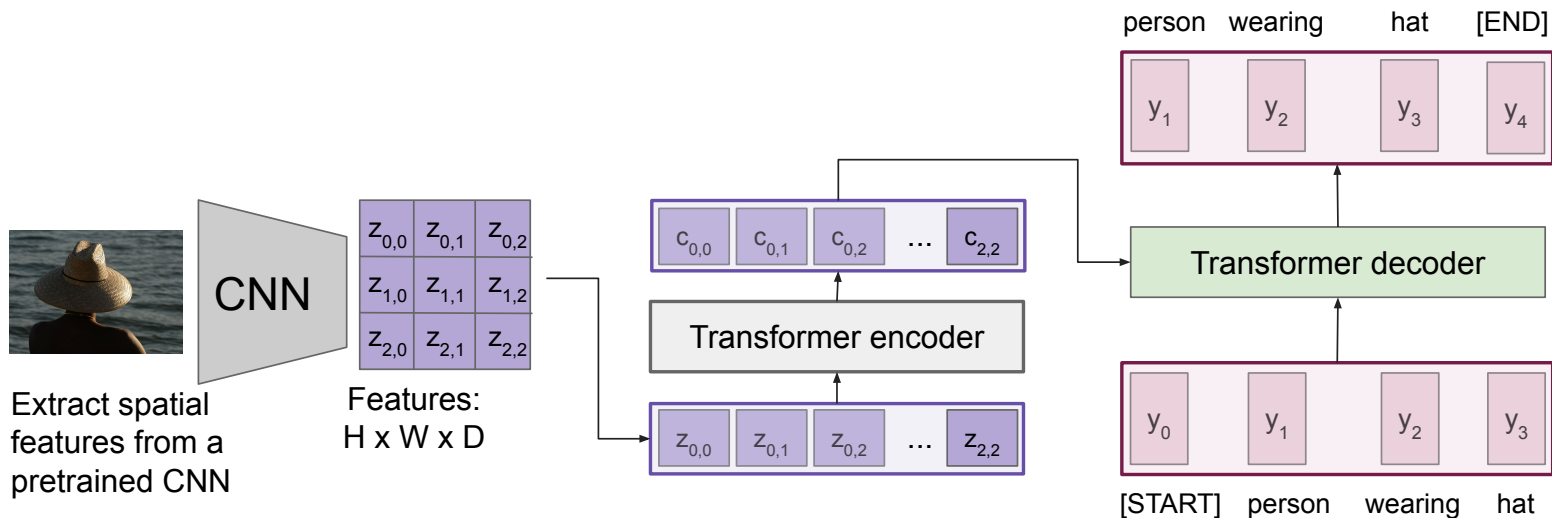 person wearing hat [END]
y1 y2 y3 y4
Transformer decoder
y0 y1 y2 y3
[START] person wearing hat
c0,0 c0,1 c0,2 ... c2,2
Transformer encoder
z0,0 z0,1 z0,2 ... z2,2
CNN
z0,0 z0,1 z0,2
z1,0 z1,1 z1,2
z2,0 z2,1 z2,2
Extract spatial
features from a
pretrained CNN
Features:
H x W x D